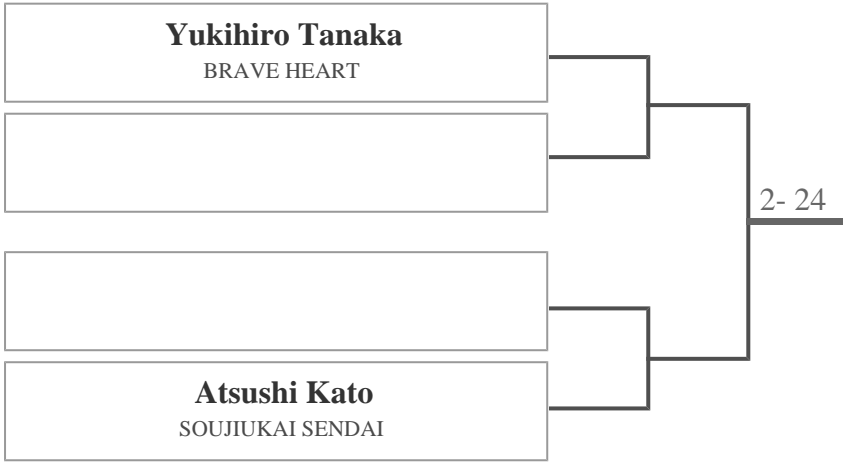 Yukihiro Tanaka
BRAVE HEART
2- 24
Atsushi Kato
SOUJIUKAI SENDAI